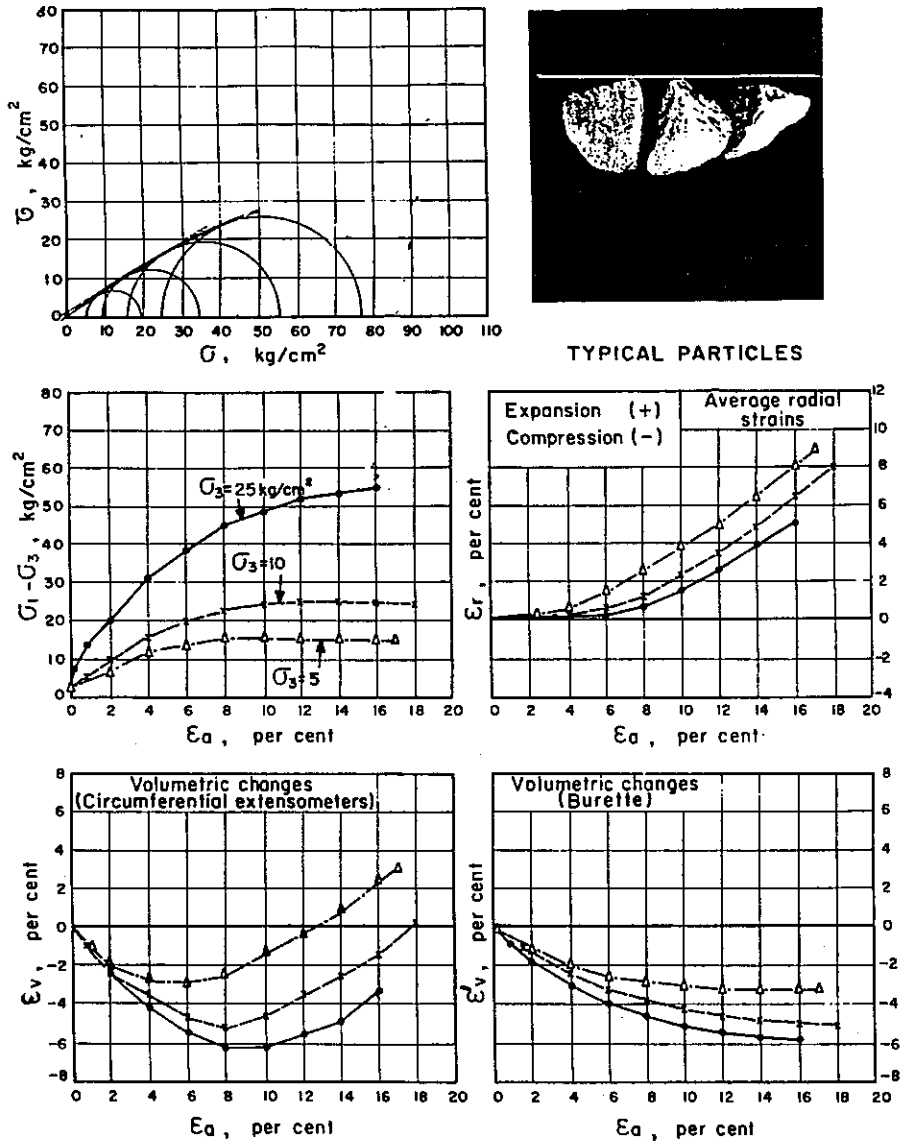 80
70
60
50
40
30
20
10
0
τ , kg/cm²
0 10 20 30 40 50 60 70 80 90 100 110
σ , kg/cm²
TYPICAL PARTICLES
80
70
60
50
40
30
20
10
0
σ₁-σ₃ , kg/cm²
σ₃=25 kg/cm²
σ₃=10
σ₃=5
0 2 4 6 8 10 12 14 16 18 20
εa , per cent
Expansion (+)
Compression (-)
Average radial
strains
12
10
8
6
4
2
0
-2
-4
εr , per cent
0 2 4 6 8 10 12 14 16 18 20
εa , per cent
Volumetric changes
(Circumferential extensometers)
8
6
4
2
0
-2
-4
-6
-8
εv , per cent
0 2 4 6 8 10 12 14 16 18 20
εa , per cent
Volumetric changes
(Burette)
8
6
4
2
0
-2
-4
-6
-8
ε'v , per cent
0 2 4 6 8 10 12 14 16 18 20
εa , per cent